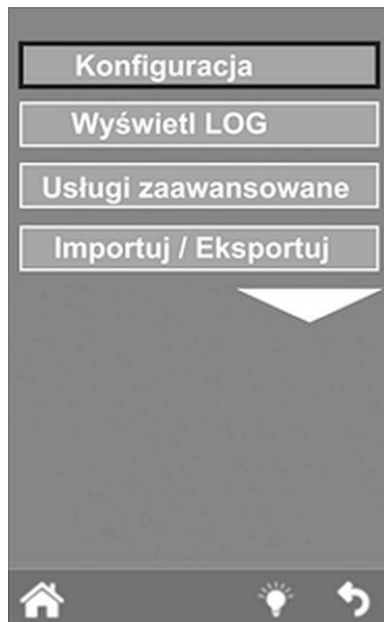 Konfiguracja
Wyświetl LOG
Usługi zaawansowane
Importuj / Eksportuj